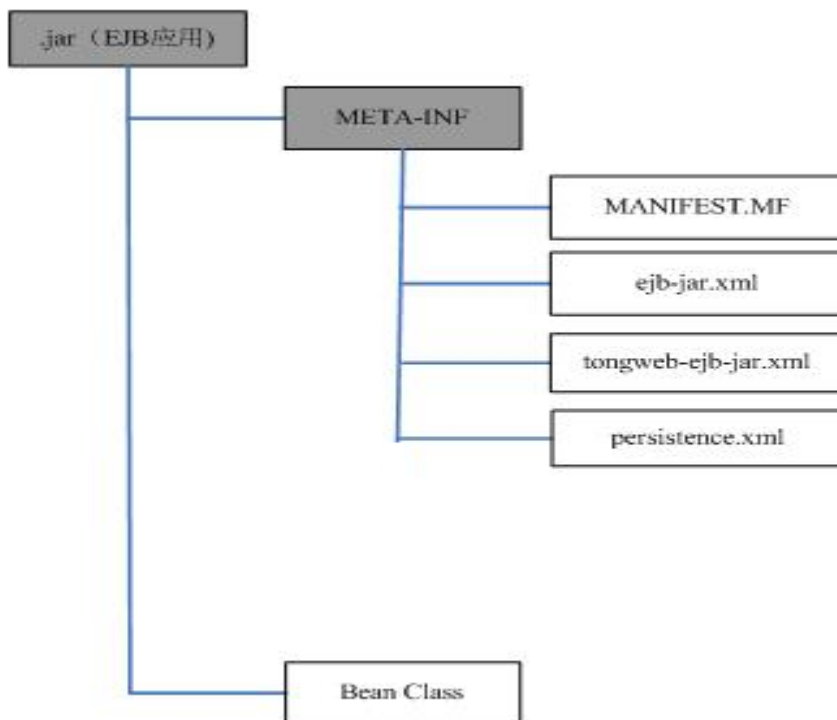 .jar（EJB应用)
META-INF
MANIFEST.MF
ejb-jar.xml
tongweb-ejb-jar.xml
persistence.xml
Bean Class